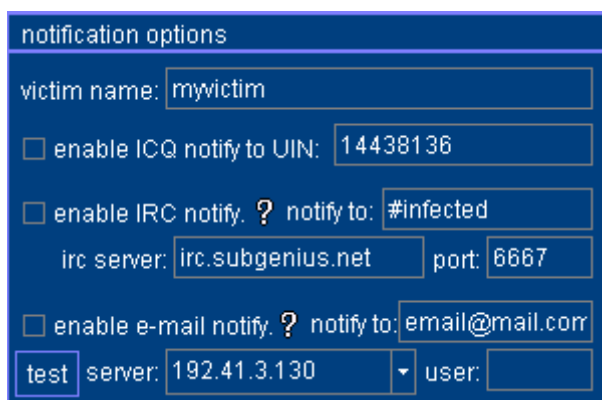 notification options
victim name: myvictim
enable ICQ notify to UIN: 14438136
enable IRC notify. ? notify to: #infected
irc server: irc.subgenius.net port: 6667
enable e-mail notify. ? notify to: email@mail.com
test server: 192.41.3.130 user: